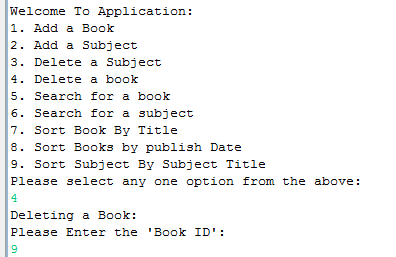 Welcome To Application:
1. Add a Book
2. Add a Subject
3. Delete a Subject
4. Delete a book
5. Search for a book
6. Search for a subject
7. Sort Book By Title
8. Sort Books by publish Date
9. Sort Subject By Subject Title
Please select any one option from the above:
4
Deleting a Book:
Please Enter the 'Book ID':
9